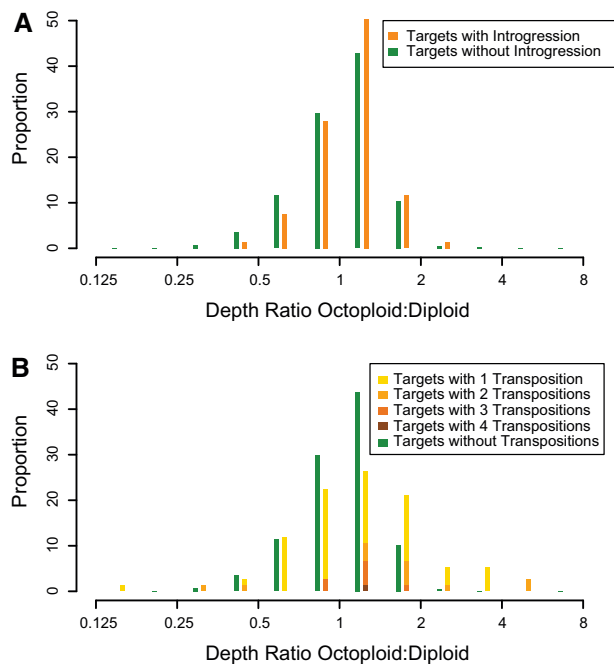 A
50
40
30
20
10
0
Proportion
Targets with Introgression
Targets without Introgression
0.125 0.25 0.5 1 2 4 8
Depth Ratio Octoploid:Diploid
B
50
40
30
20
10
0
Proportion
Targets with 1 Transposition
Targets with 2 Transpositions
Targets with 3 Transpositions
Targets with 4 Transpositions
Targets without Transpositions
0.125 0.25 0.5 1 2 4 8
Depth Ratio Octoploid:Diploid